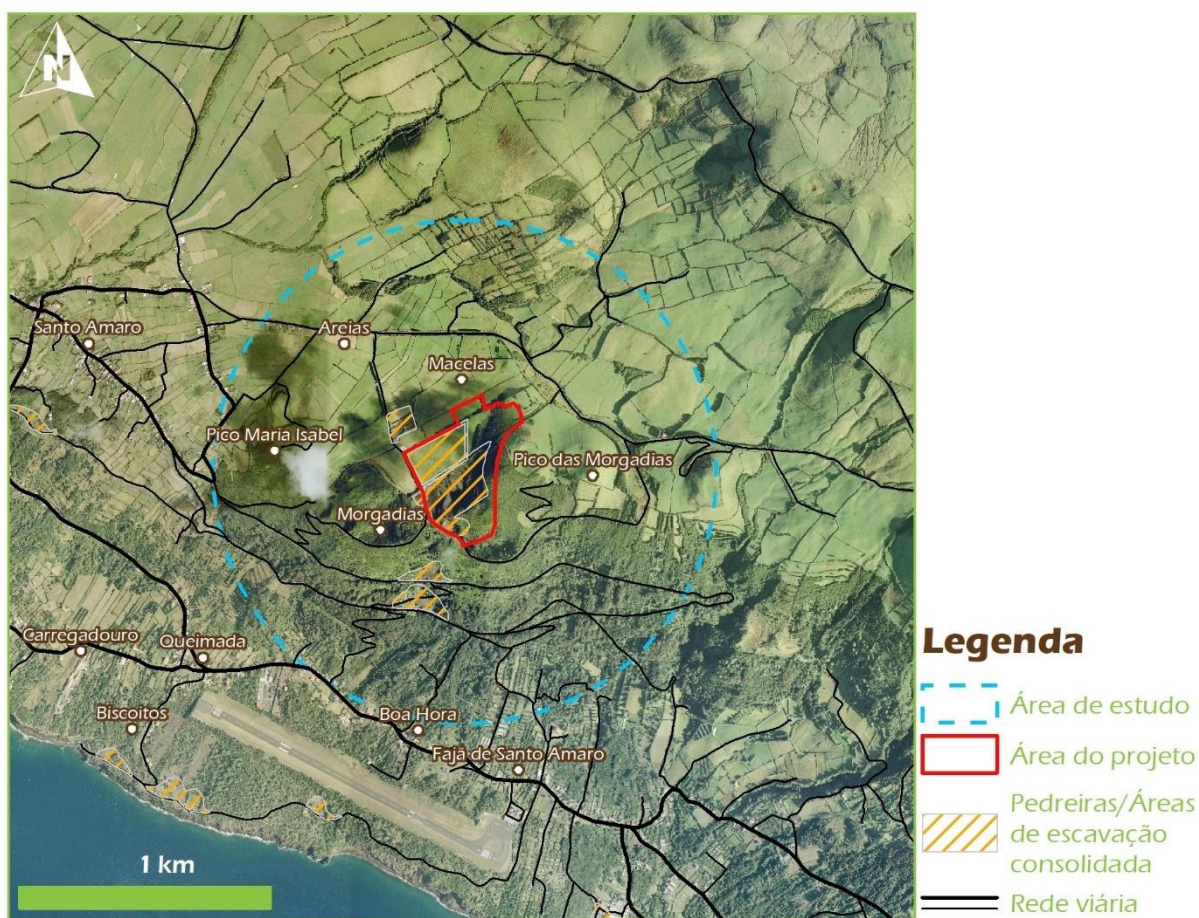 N
Santo Amaro
Areias
Macelas
Pico Maria Isabel
Pico das Morgadias
Morgadias
Carregadouro
Queimada
Biscoitos
Boa Hora
Fajã de Santo Amaro
1 km
Legenda
Área de estudo
Área do projeto
Pedreiras/Áreas
de escavação
consolidada
Rede viária